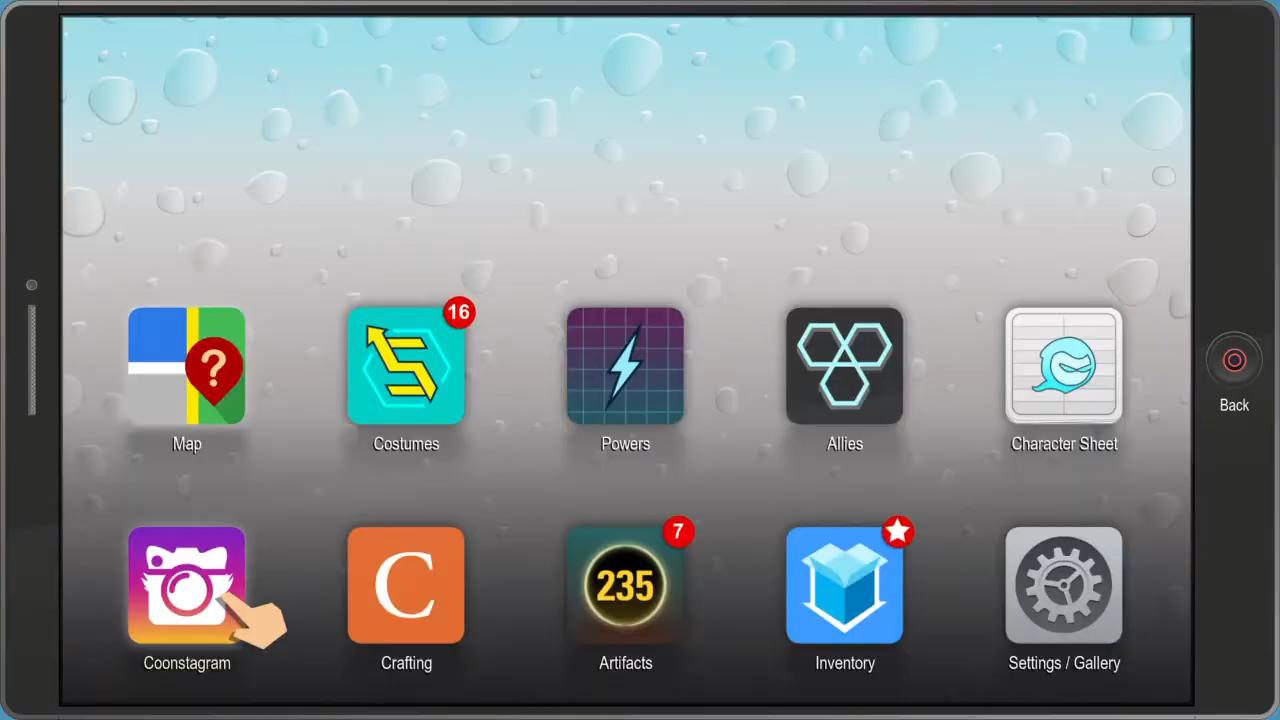 16
?
Map
Costumes
Powers
Allies
Character Sheet
Back
7
C
235
Coonstagram
Crafting
Artifacts
Inventory
Settings / Gallery